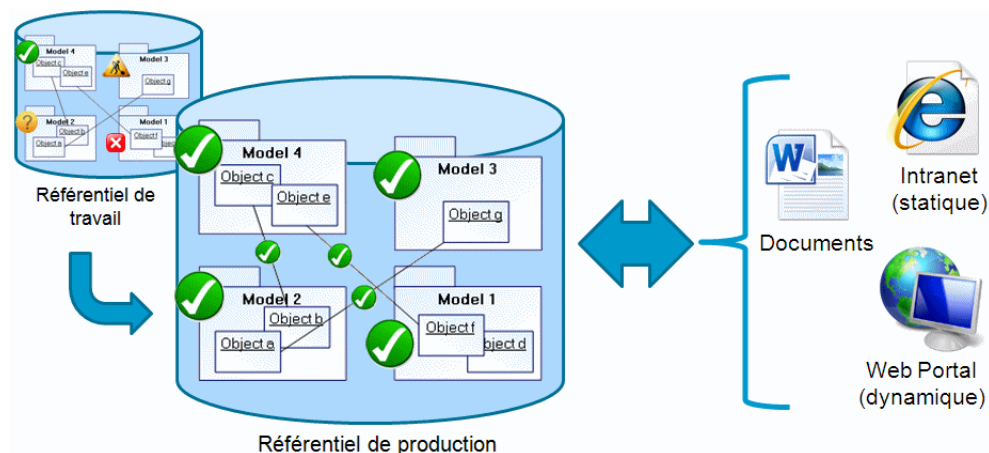 Model 4
Object c
Object e
Model 3
Object g
Model 2
Object b
Object a
Model 1
Object f
Référentiel de
travail
Model 4
Object c
Object e
Model 3
Object g
Model 2
Object b
Object a
Model 1
Object f
bject d
Référentiel de production
W
Documents
Intranet
(statique)
Web Portal
(dynamique)